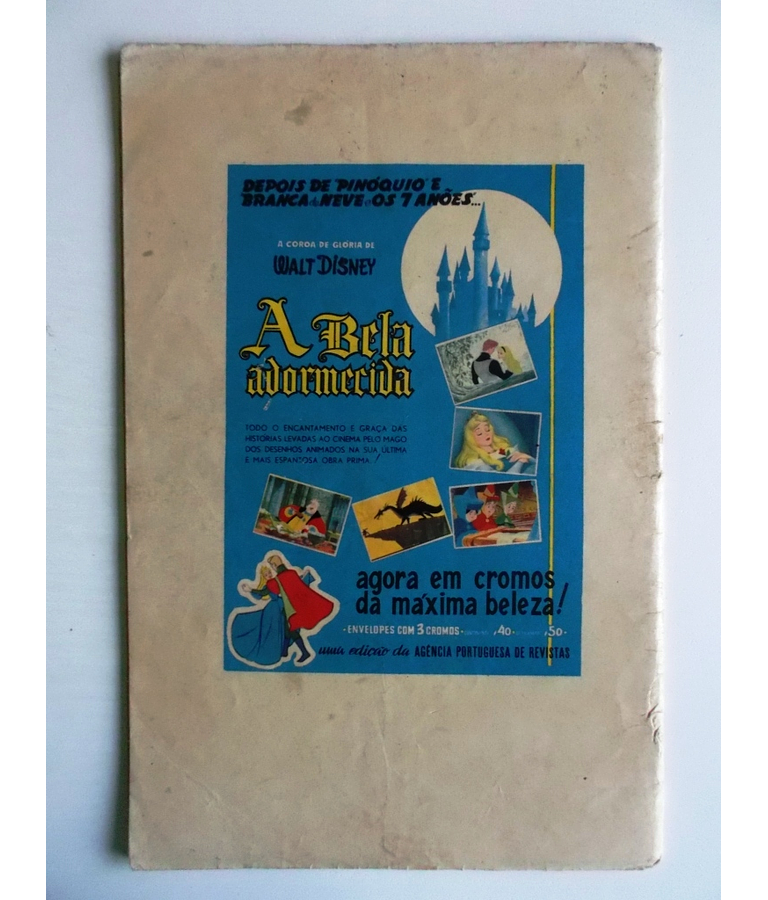 DEPOIS DE "PINÓQUIO" E
"BRANCA de NEVE e OS 7 ANÕES"...
A COROA DE GLÓRIA DE
WALT DISNEY
A Bela
adormecida
TODO O ENCANTAMENTO E GRAÇA DAS
HISTÓRIAS LEVADAS AO CINEMA PELO MAGO
DOS DESENHOS ANIMADOS NA SUA ÚLTIMA
E MAIS ESPANTOSA OBRA PRIMA!
agora em cromos
da máxima beleza!
-ENVELOPES COM 3 CROMOS- ,40 - ,50-
uma edição da AGÊNCIA PORTUGUESA DE REVISTAS